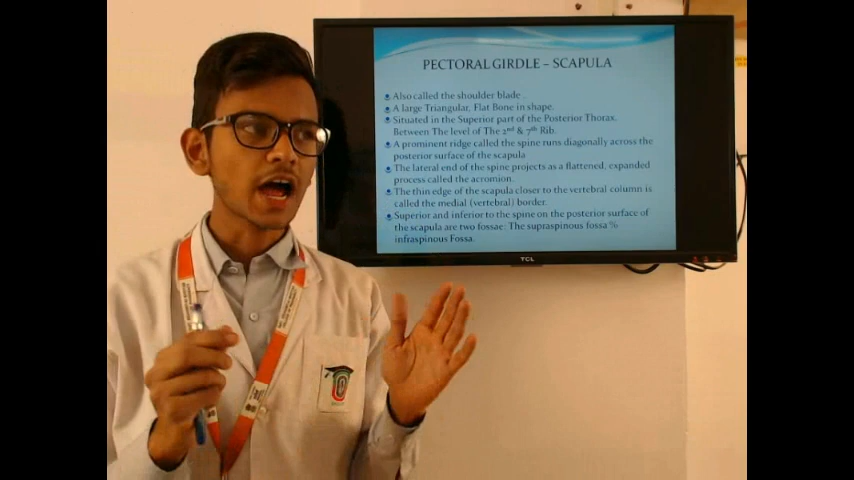 PECTORAL GIRDLE – SCAPULA
Also called the shoulder blade .
A large Triangular, Flat Bone in shape.
Situated in the Superior part of the Posterior Thorax.
Between The level of The 2nd & 7th Rib.
A prominent ridge called the spine runs diagonally across the
posterior surface of the scapula
The lateral end of the spine projects as a flattened, expanded
process called the acromion.
The thin edge of the scapula closer to the vertebral column is
called the medial (vertebral) border.
Superior and inferior to the spine on the posterior surface of
the scapula are two fossae: The supraspinous fossa %
infraspinous Fossa.
TCL